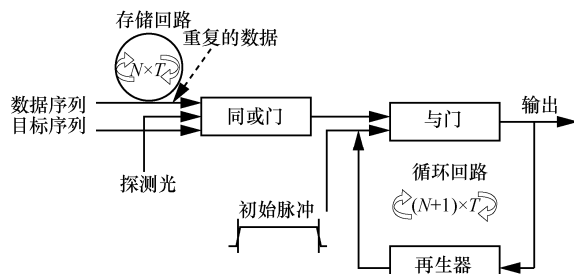 存储回路
重复的数据
N×T
数据序列
目标序列
同或门
与门
输出
探测光
循环回路
初始脉冲
(N+1)×T
再生器